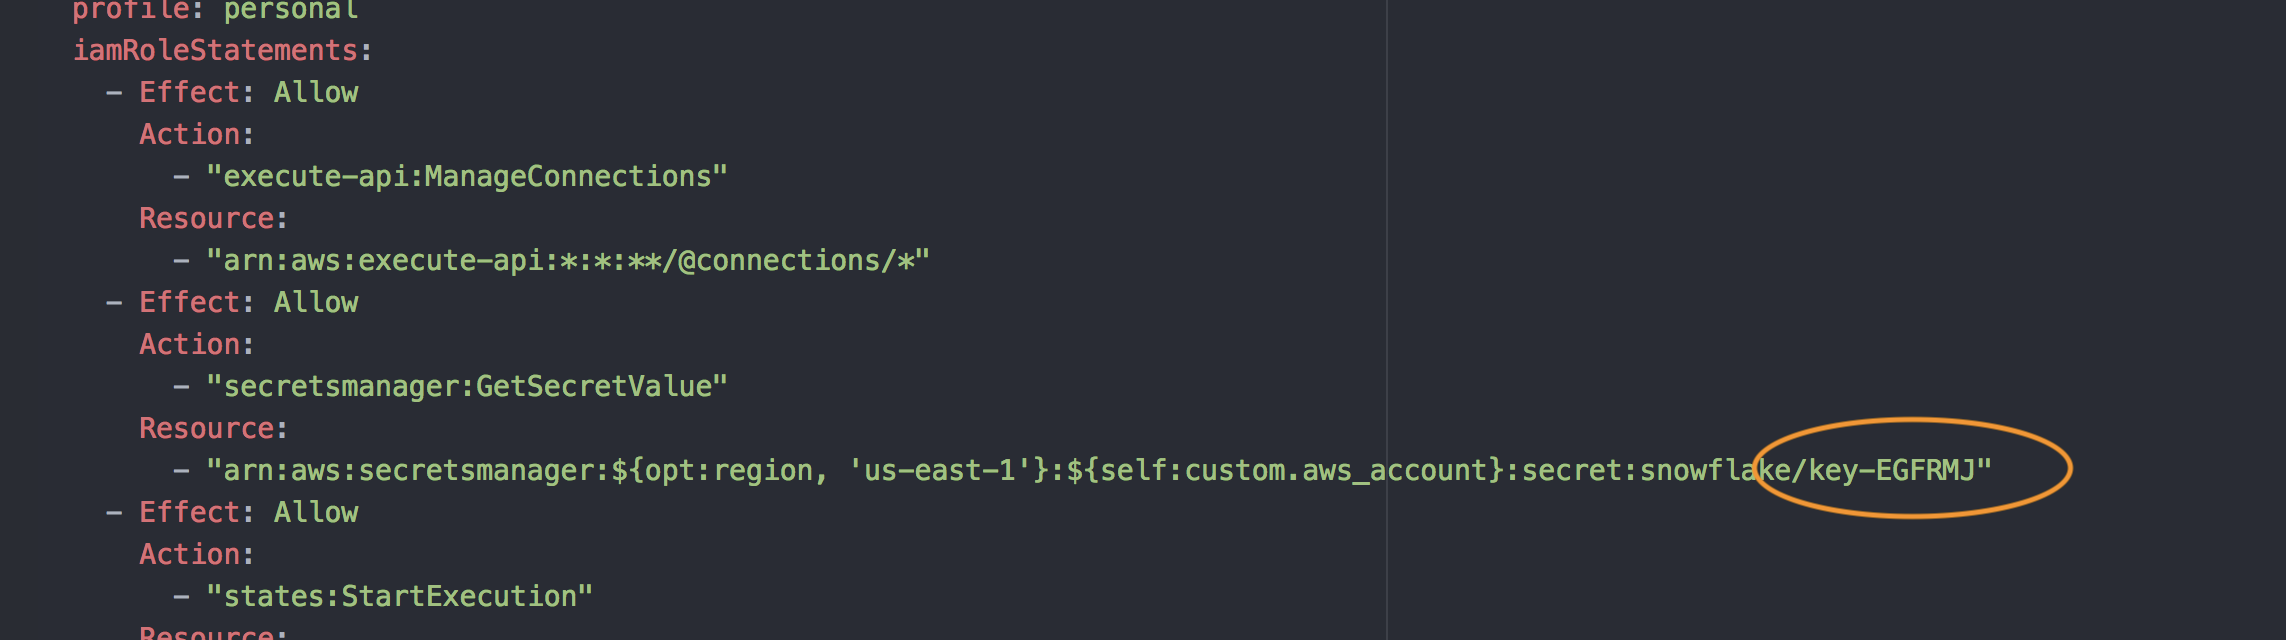 profile: personal
iamRoleStatements:
- Effect: Allow
Action:
- "execute-api:ManageConnections"
Resource:
- "arn:aws:execute-api:*:*:**/@connections/*"
- Effect: Allow
Action:
- "secretsmanager:GetSecretValue"
Resource:
- "arn:aws:secretsmanager:${opt:region, 'us-east-1'}:${self:custom.aws_account}:secret:snowflake/key-EGFRMJ"
- Effect: Allow
Action:
- "states:StartExecution"
Resource: